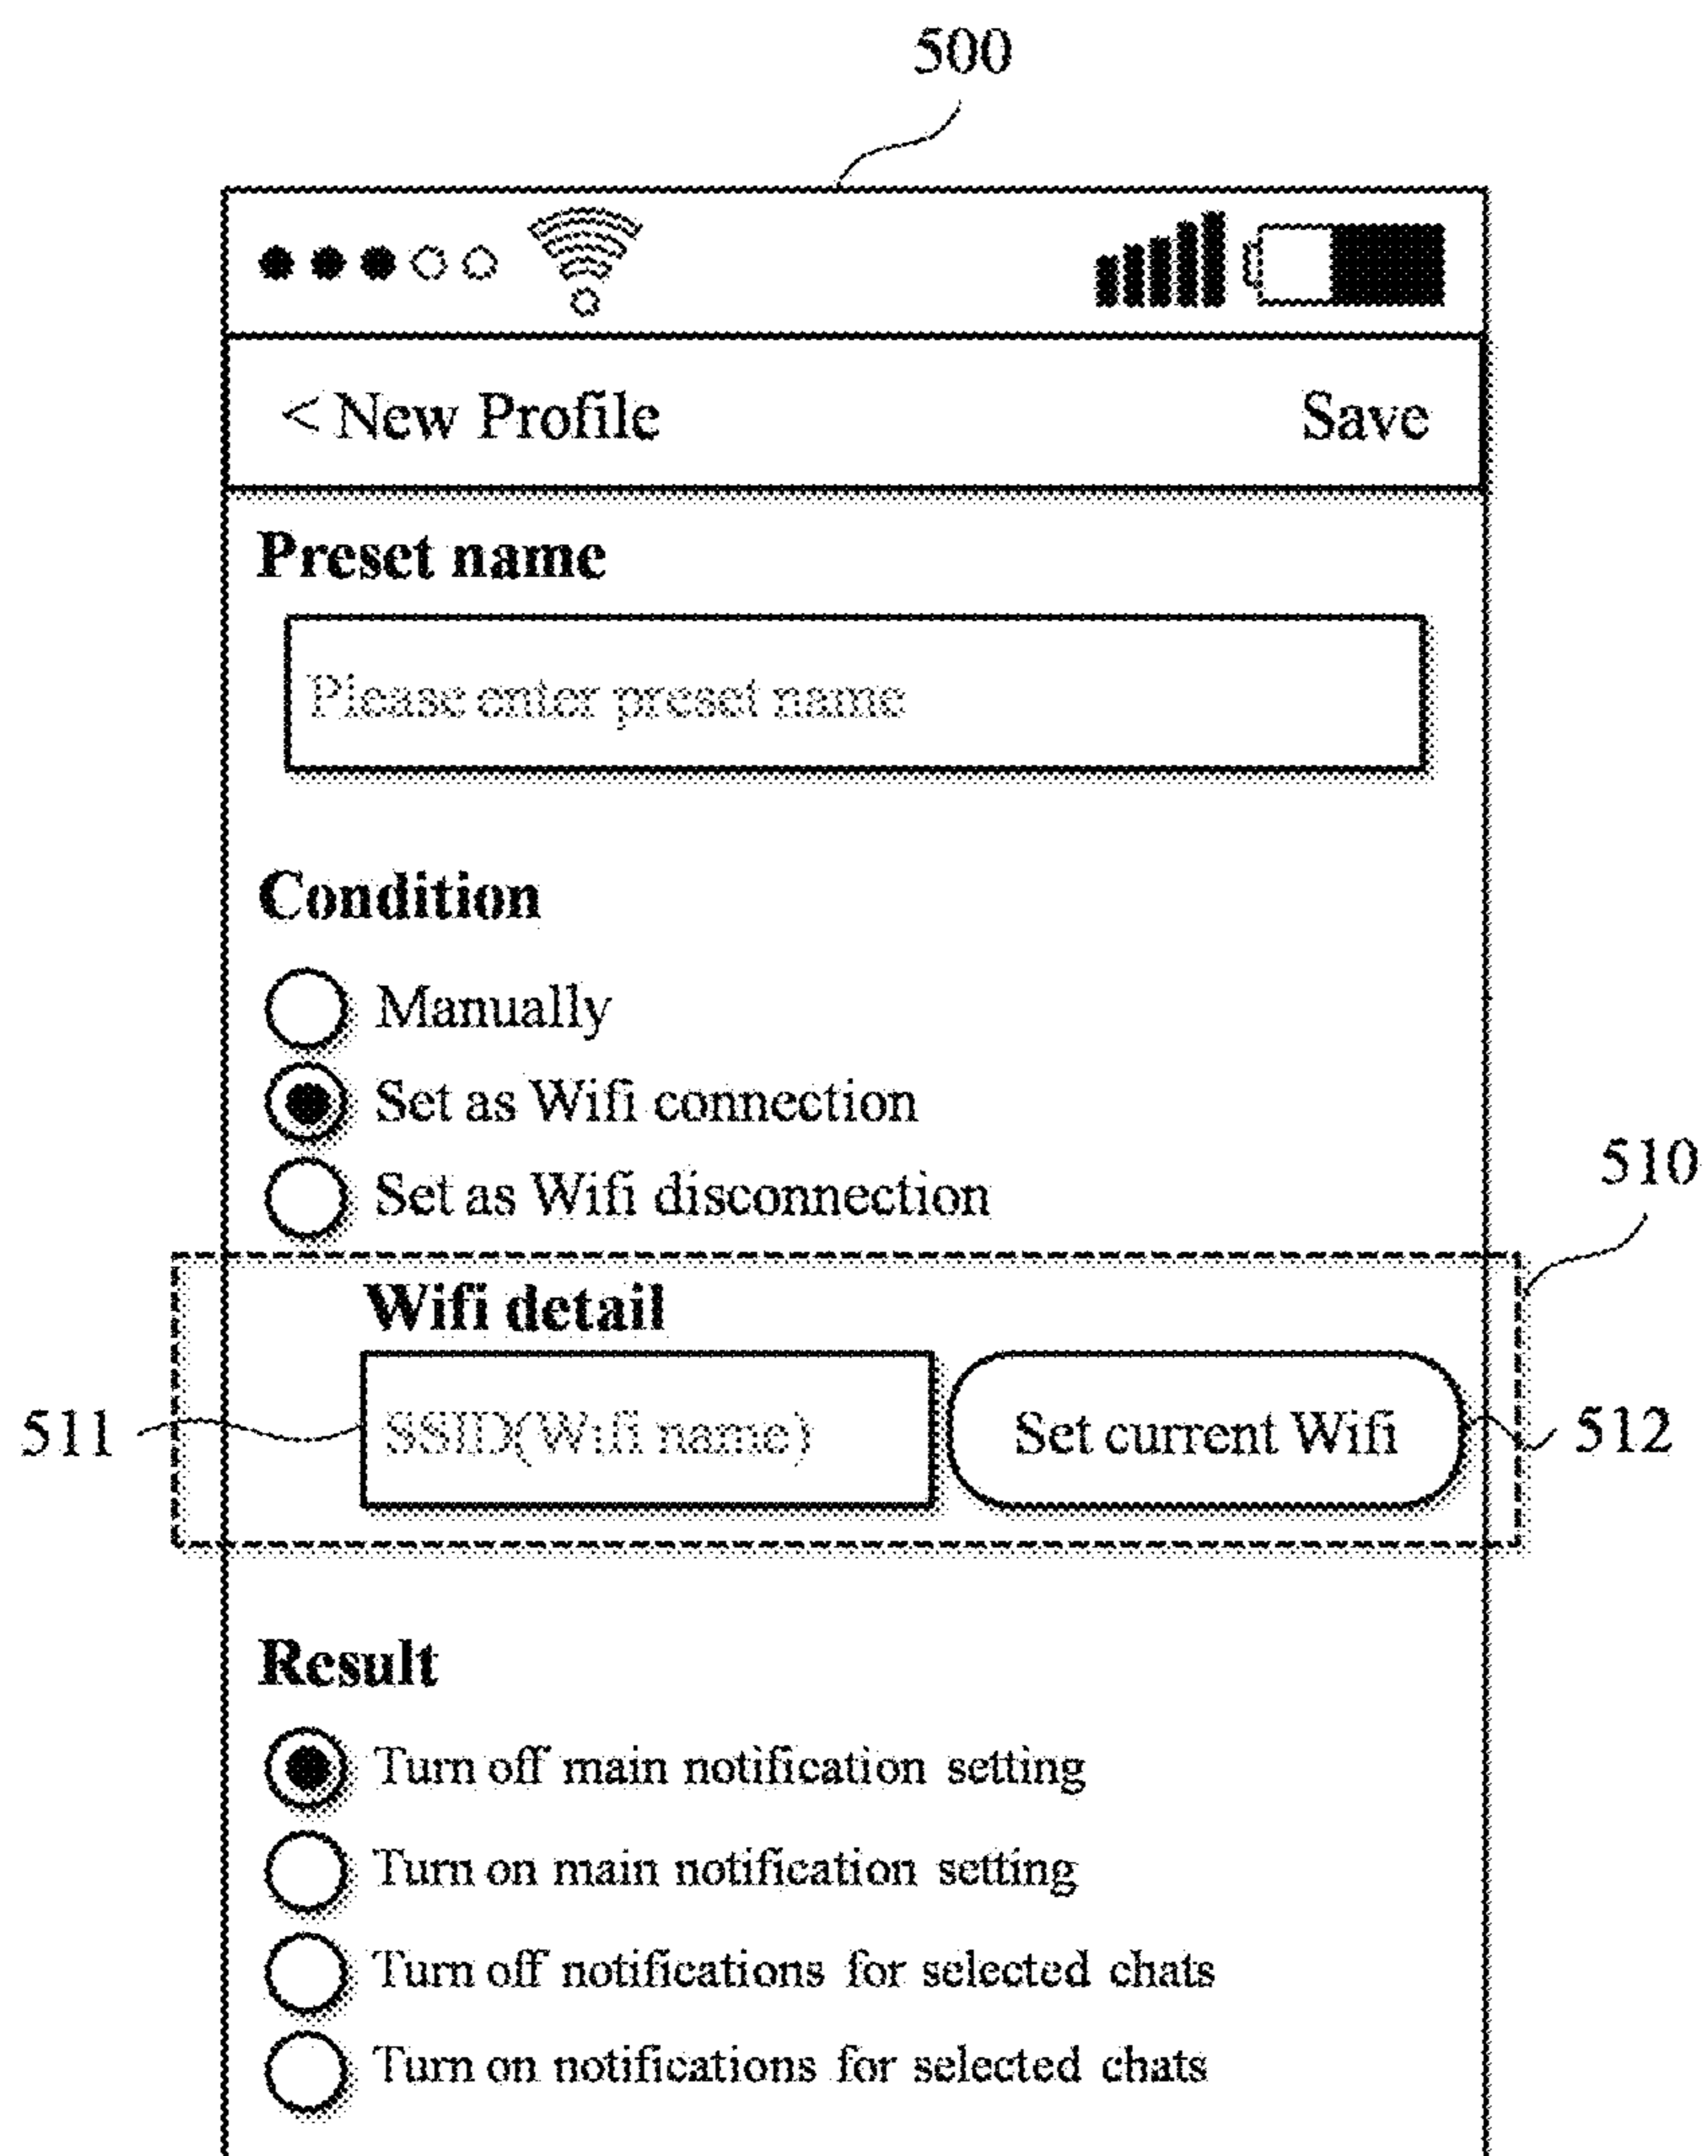 500
< New Profile Save
Preset name
Please enter preset name
Condition
Manually
Set as Wifi connection
Set as Wifi disconnection
510
Wifi detail
511 SSID(Wifi name) Set current Wifi 512
Result
Turn off main notification setting
Turn on main notification setting
Turn off notifications for selected chats
Turn on notifications for selected chats